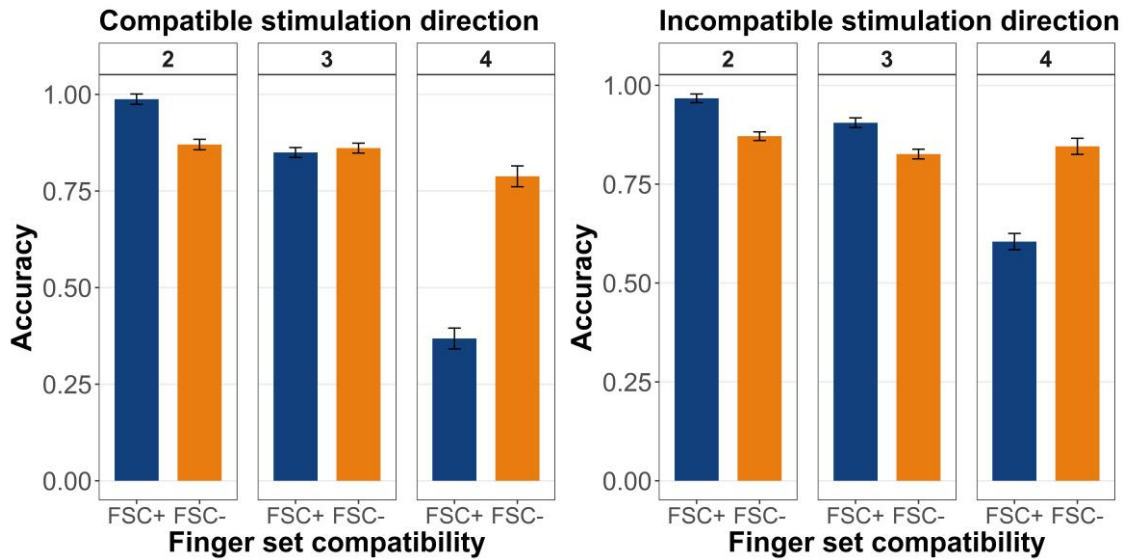 Compatible stimulation direction
2 3 4
1.00
0.75
0.50
0.25
0.00
Accuracy
FSC+ FSC- FSC+ FSC- FSC+ FSC-
Finger set compatibility
Incompatible stimulation direction
2 3 4
1.00
0.75
0.50
0.25
0.00
Accuracy
FSC+ FSC- FSC+ FSC- FSC+ FSC-
Finger set compatibility